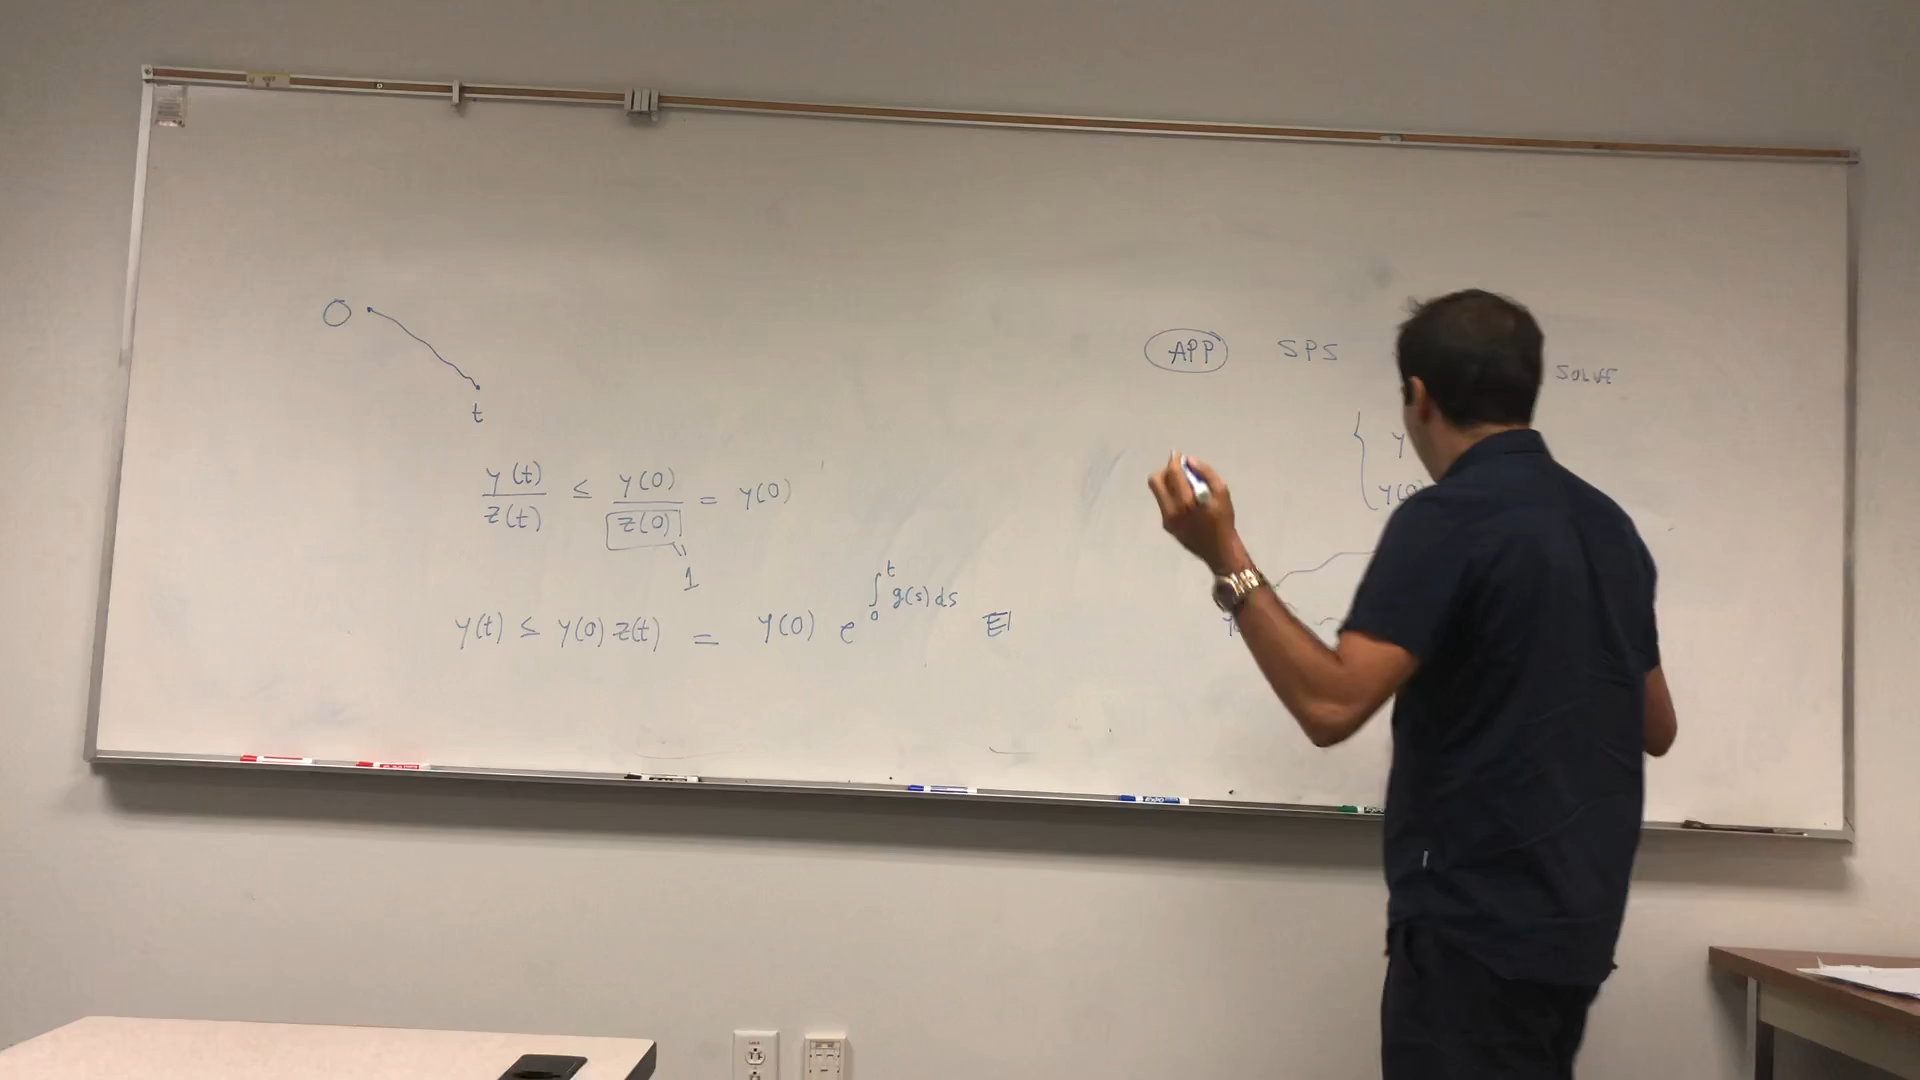 O
t
y(t)/z(t) ≤ y(0)/z(0) = y(0)
1
y(t) ≤ y(0) z(t) = y(0) e^∫₀ᵗ g(s)ds
APP SPS
SOLVE
y
y(0)